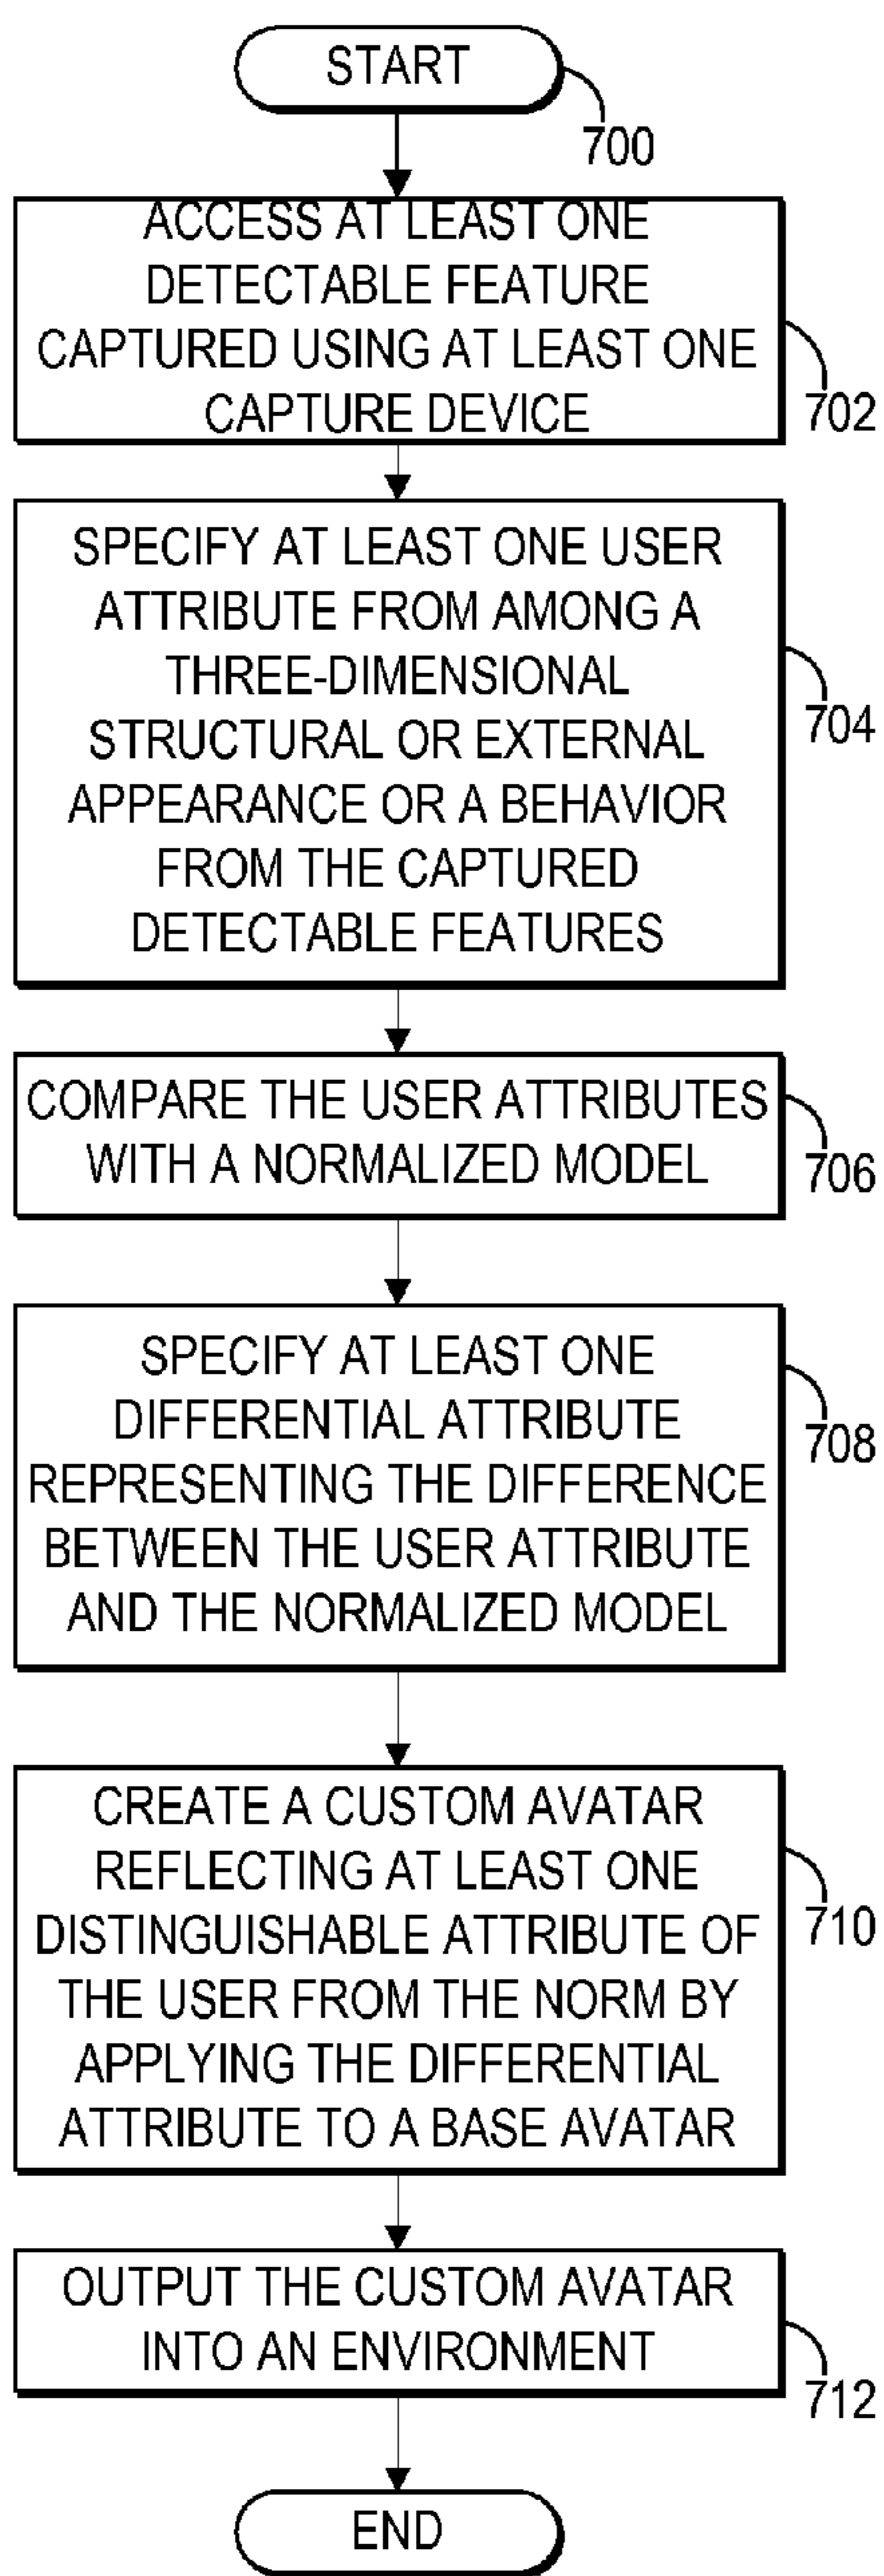 START
700
ACCESS AT LEAST ONE
DETECTABLE FEATURE
CAPTURED USING AT LEAST ONE
CAPTURE DEVICE
702
SPECIFY AT LEAST ONE USER
ATTRIBUTE FROM AMONG A
THREE-DIMENSIONAL
STRUCTURAL OR EXTERNAL
APPEARANCE OR A BEHAVIOR
FROM THE CAPTURED
DETECTABLE FEATURES
704
COMPARE THE USER ATTRIBUTES
WITH A NORMALIZED MODEL
706
SPECIFY AT LEAST ONE
DIFFERENTIAL ATTRIBUTE
REPRESENTING THE DIFFERENCE
BETWEEN THE USER ATTRIBUTE
AND THE NORMALIZED MODEL
708
CREATE A CUSTOM AVATAR
REFLECTING AT LEAST ONE
DISTINGUISHABLE ATTRIBUTE OF
THE USER FROM THE NORM BY
APPLYING THE DIFFERENTIAL
ATTRIBUTE TO A BASE AVATAR
710
OUTPUT THE CUSTOM AVATAR
INTO AN ENVIRONMENT
712
END